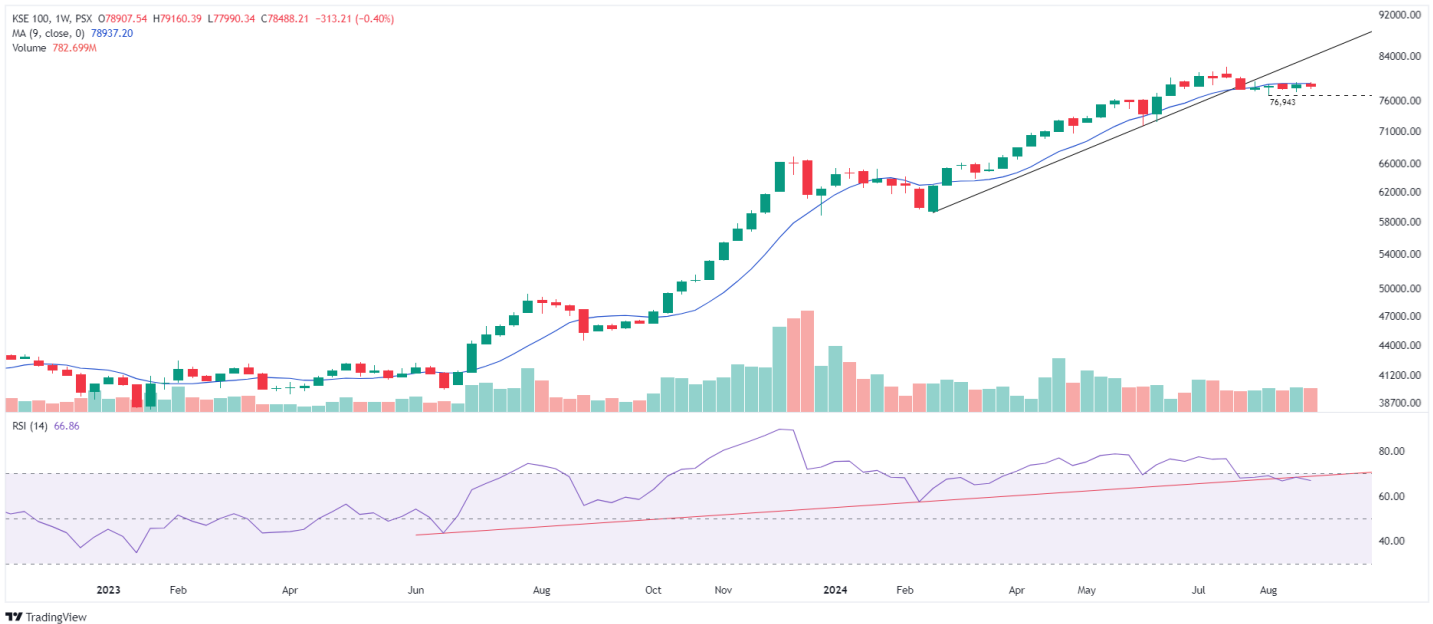 KSE 100, 1W, PSX O78907.54 H79160.39 L77990.34 C78488.21 −313.21 (−0.40%)
MA (9, close, 0) 78937.20
Volume 782.699M
92000.00
84000.00
76000.00
71000.00
66000.00
62000.00
58000.00
54000.00
50000.00
47000.00
44000.00
41200.00
38700.00
76,943
RSI (14) 66.86
80.00
60.00
40.00
2023 Feb Apr Jun Aug Oct Nov 2024 Feb Apr May Jul Aug
TradingView